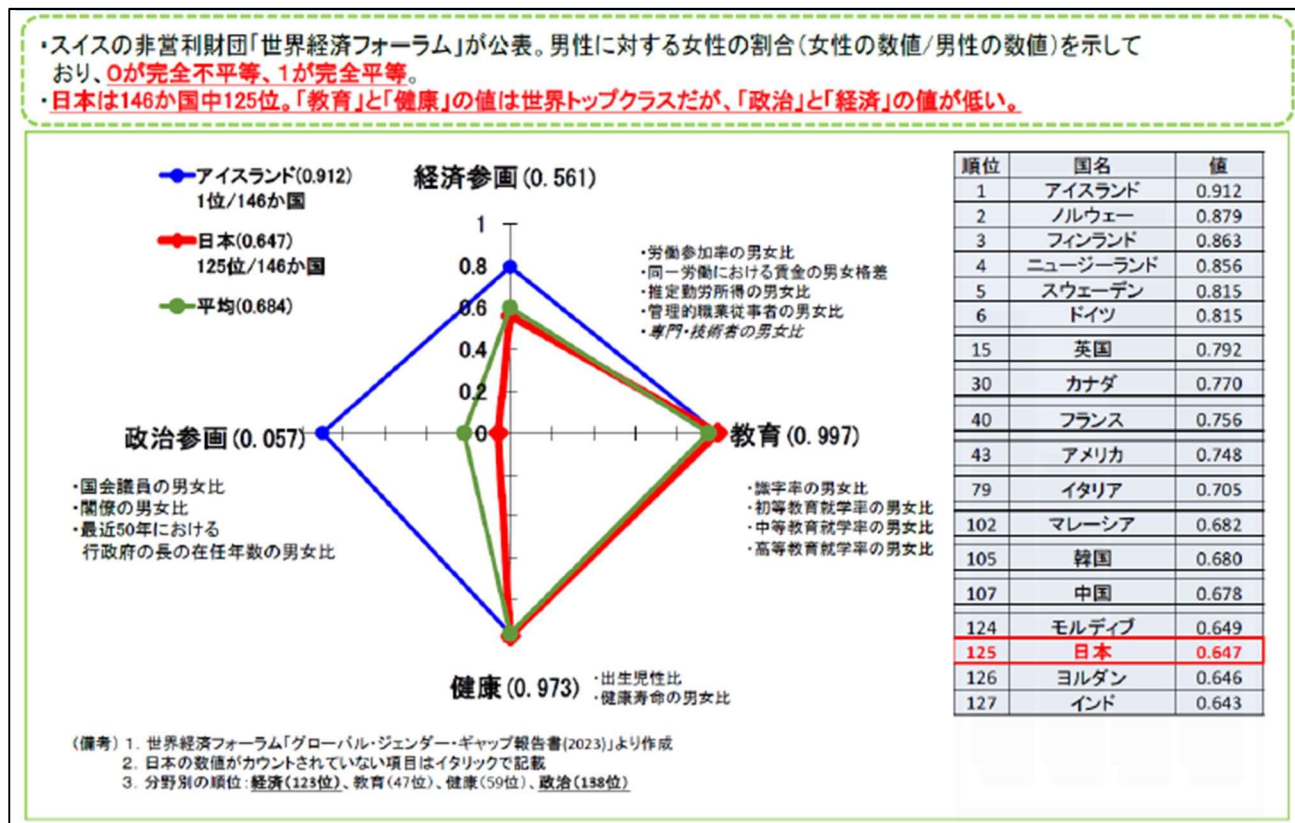 ・スイスの非営利財団「世界経済フォーラム」が公表。男性に対する女性の割合(女性の数値/男性の数値)を示して
おり、0が完全不平等、1が完全平等。
・日本は146か国中125位。「教育」と「健康」の値は世界トップクラスだが、「政治」と「経済」の値が低い。
アイスランド(0.912)
1位/146か国
日本(0.647)
125位/146か国
平均(0.684)
経済参画(0.561)
1
0.8
0.6
0.4
0.2
0
・労働参加率の男女比
・同一労働における賃金の男女格差
・推定勤労所得の男女比
・管理的職業従事者の男女比
・専門・技術者の男女比
政治参画(0.057)
・国会議員の男女比
・閣僚の男女比
・最近50年における
行政府の長の在任年数の男女比
教育(0.997)
・識字率の男女比
・初等教育就学率の男女比
・中等教育就学率の男女比
・高等教育就学率の男女比
健康(0.973)
・出生児性比
・健康寿命の男女比
順位 国名 値
1 アイスランド 0.912
2 ノルウェー 0.879
3 フィンランド 0.863
4 ニュージーランド 0.856
5 スウェーデン 0.815
6 ドイツ 0.815
15 英国 0.792
30 カナダ 0.770
40 フランス 0.756
43 アメリカ 0.748
79 イタリア 0.705
102 マレーシア 0.682
105 韓国 0.680
107 中国 0.678
124 モルディブ 0.649
125 日本 0.647
126 ヨルダン 0.646
127 インド 0.643
(備考) 1. 世界経済フォーラム「グローバル・ジェンダー・ギャップ報告書(2023)」より作成
2. 日本の数値がカウントされていない項目はイタリックで記載
3. 分野別の順位:経済(123位)、教育(47位)、健康(59位)、政治(138位)